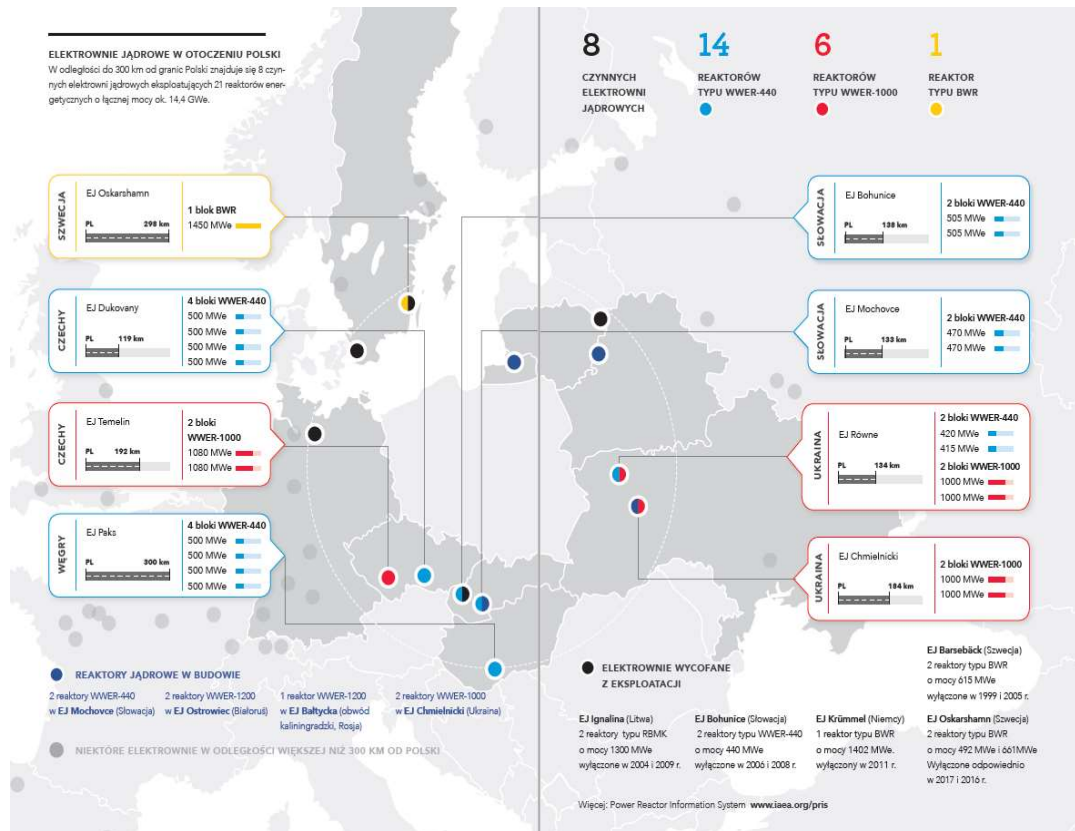 ELEKTROWNIE JĄDROWE W OTOCZENIU POLSKI
W odległości do 300 km od granic Polski znajduje się 8 czyn-
nych elektrowni jądrowych eksploatujących 21 reaktorów ener-
getycznych o łącznej mocy ok. 14,4 GWe.
8
CZYNNYCH
ELEKTROWNI
JĄDROWYCH
14
REAKTORÓW
TYPU WWER-440
6
REAKTORÓW
TYPU WWER-1000
1
REAKTOR
TYPU BWR
SZWECJA
EJ Oskarshamn
PL 298 km
1 blok BWR
1450 MWe
CZECHY
EJ Dukovany
PL 119 km
4 bloki WWER-440
500 MWe
500 MWe
500 MWe
500 MWe
CZECHY
EJ Temelin
PL 192 km
2 bloki
WWER-1000
1080 MWe
1080 MWe
WĘGRY
EJ Paks
PL 300 km
4 bloki WWER-440
500 MWe
500 MWe
500 MWe
500 MWe
SŁOWACJA
EJ Bohunice
PL 138 km
2 bloki WWER-440
505 MWe
505 MWe
SŁOWACJA
EJ Mochovce
PL 133 km
2 bloki WWER-440
470 MWe
470 MWe
UKRAINA
EJ Równe
PL 134 km
2 bloki WWER-440
420 MWe
415 MWe
2 bloki WWER-1000
1000 MWe
1000 MWe
UKRAINA
EJ Chmielnicki
PL 184 km
2 bloki WWER-1000
1000 MWe
1000 MWe
REAKTORY JĄDROWE W BUDOWIE
2 reaktory WWER-440
w EJ Mochovce (Słowacja)
2 reaktory WWER-1200
w EJ Ostrowiec (Białoruś)
1 reaktor WWER-1200
w EJ Bałtycka (obwód
kaliningradzki, Rosja)
2 reaktory WWER-1000
w EJ Chmielnicki (Ukraina)
NIEKTÓRE ELEKTROWNIE W ODLEGŁOŚCI WIĘKSZEJ NIŻ 300 KM OD POLSKI
ELEKTROWNIE WYCOFANE
Z EKSPLOATACJI
EJ Barsebäck (Szwecja)
2 reaktory typu BWR
o mocy 615 MWe
wyłączone w 1999 i 2005 r.
EJ Ignalina (Litwa)
2 reaktory typu RBMK
o mocy 1300 MWe
wyłączone w 2004 i 2009 r.
EJ Bohunice (Słowacja)
2 reaktory typu WWER-440
o mocy 440 MWe
wyłączone w 2006 i 2008 r.
EJ Krümmel (Niemcy)
1 reaktor typu BWR
o mocy 1402 MWe.
wyłączony w 2011 r.
EJ Oskarshamn (Szwecja)
2 reaktory typu BWR
o mocy 492 MWe i 661MWe
Wyłączone odpowiednio
w 2017 i 2016 r.
Więcej: Power Reactor Information System www.iaea.org/pris